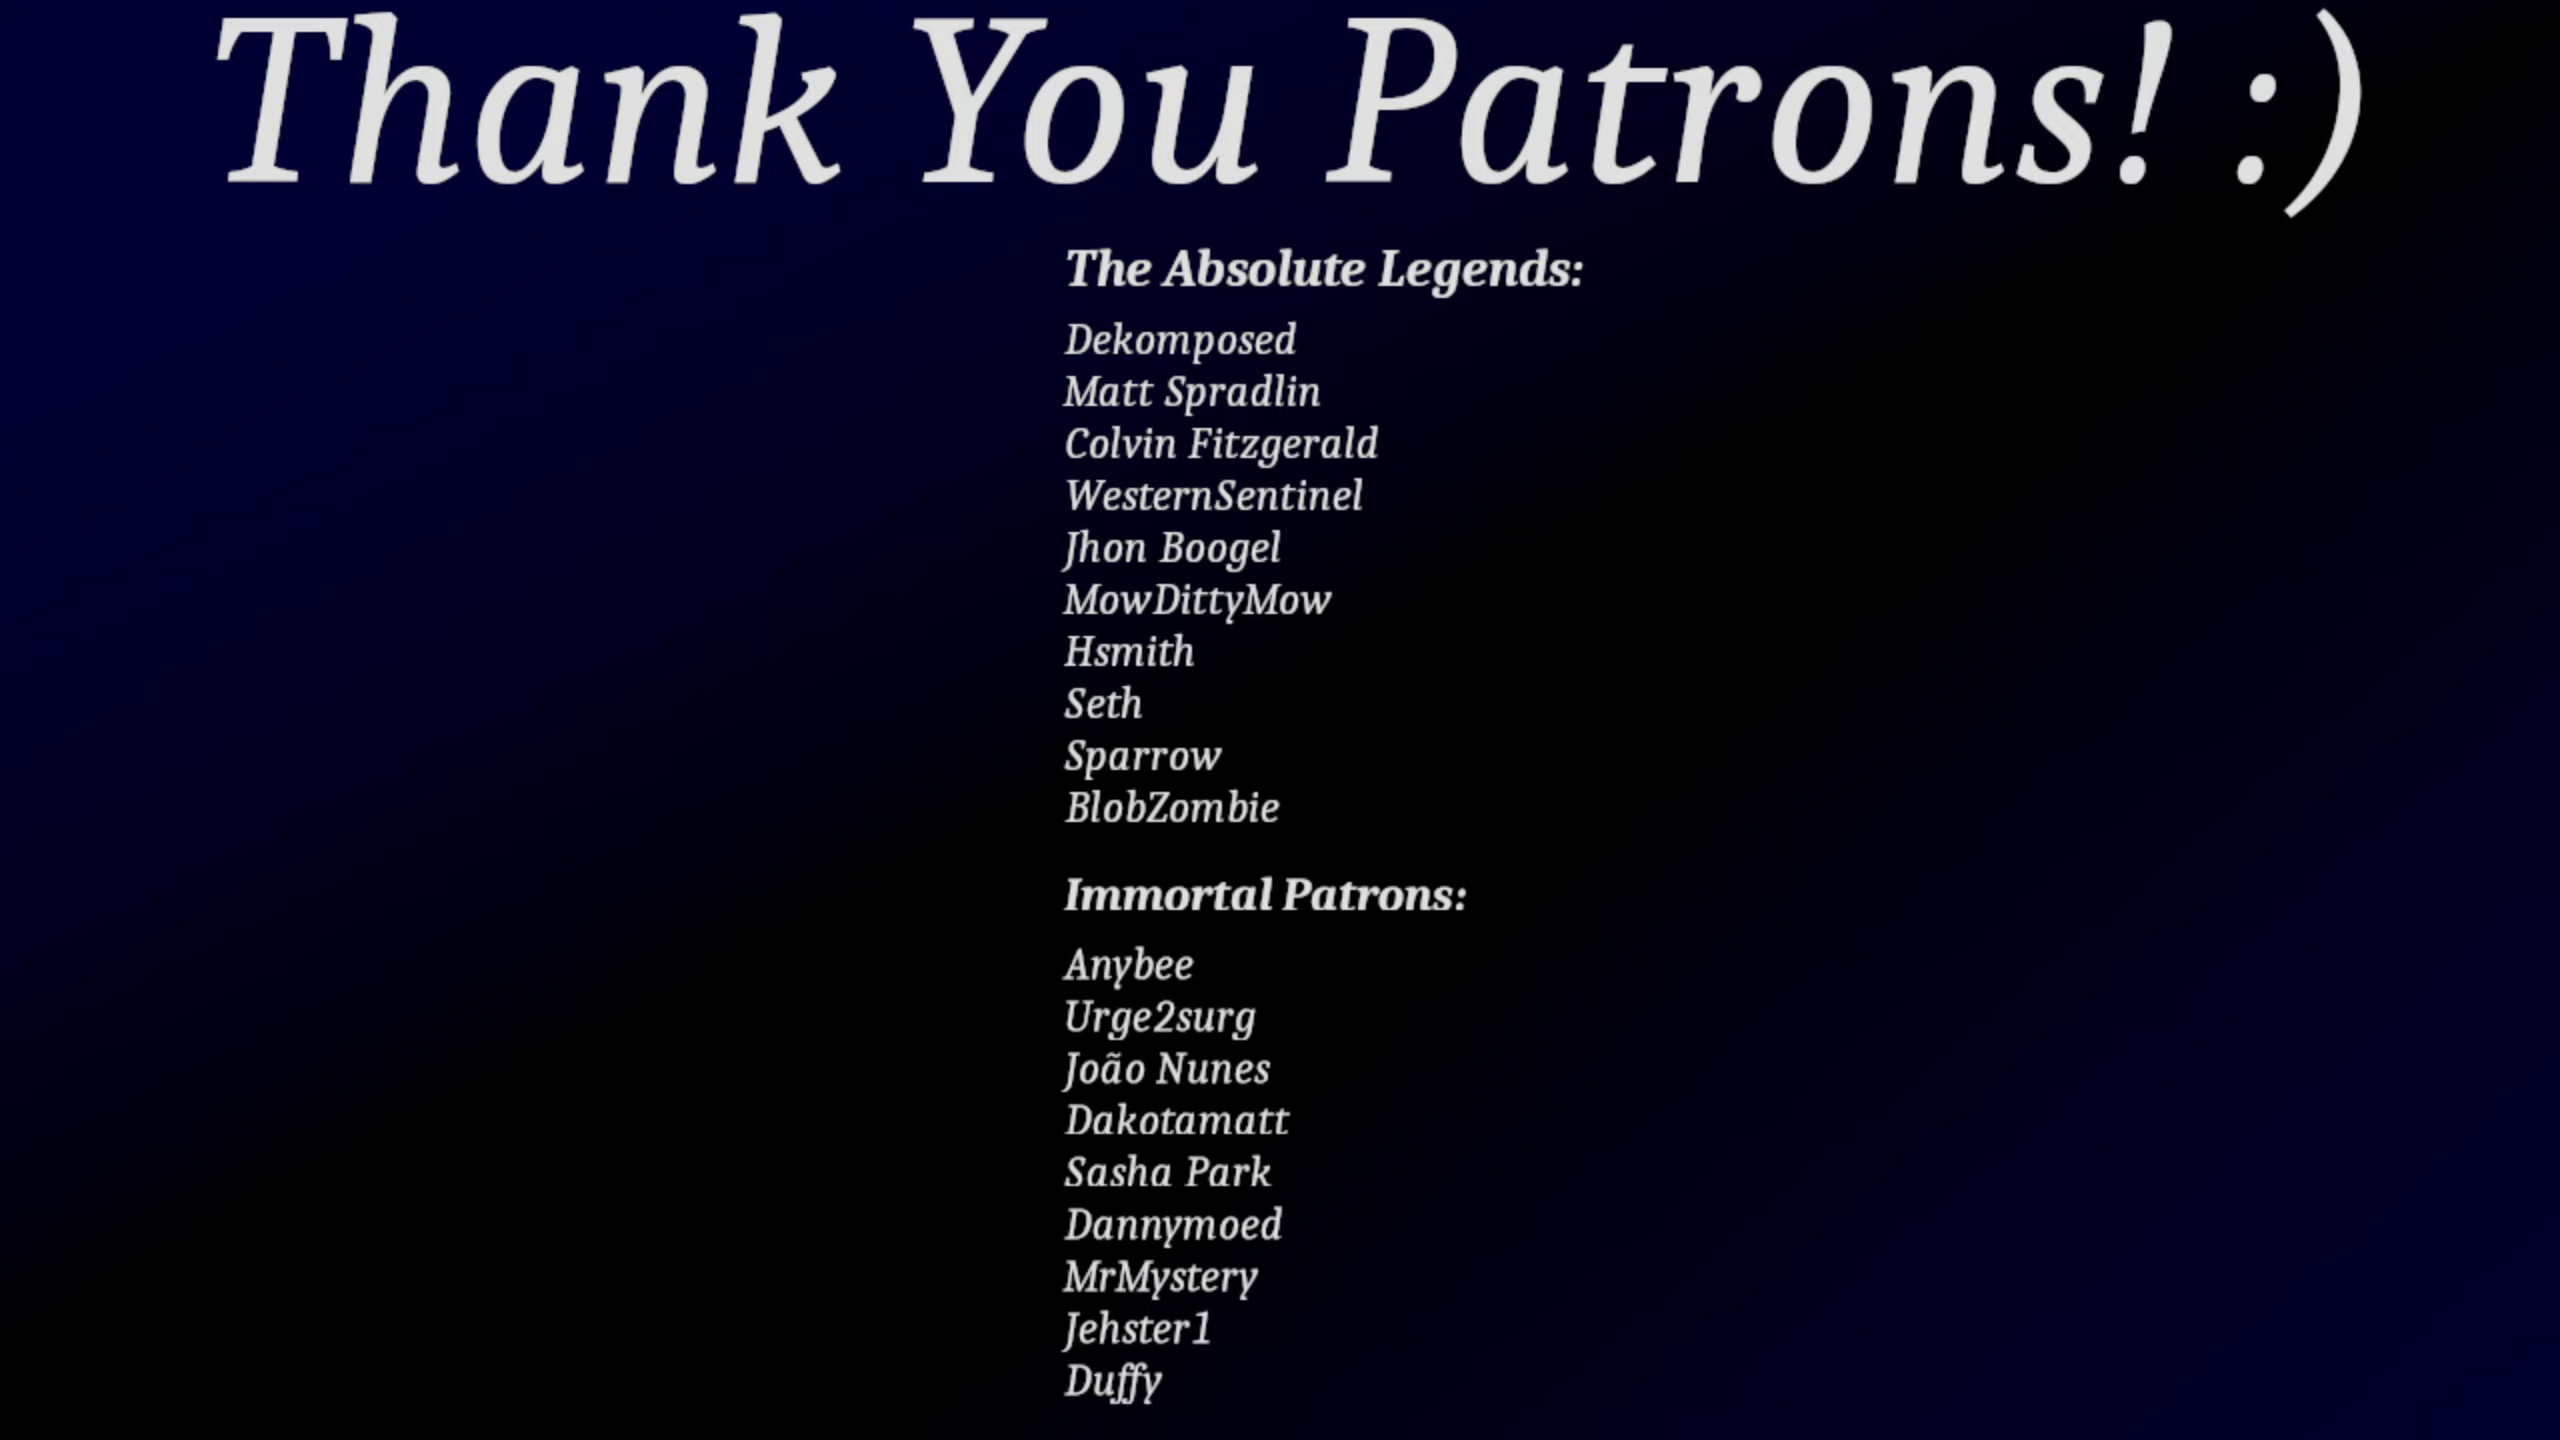 Thank You Patrons! :)
The Absolute Legends:
Dekomposed
Matt Spradlin
Colvin Fitzgerald
WesternSentinel
Jhon Boogel
MowDittyMow
Hsmith
Seth
Sparrow
BlobZombie
Immortal Patrons:
Anybee
Urge2surg
João Nunes
Dakotamatt
Sasha Park
Dannymoed
MrMystery
Jehster1
Duffy